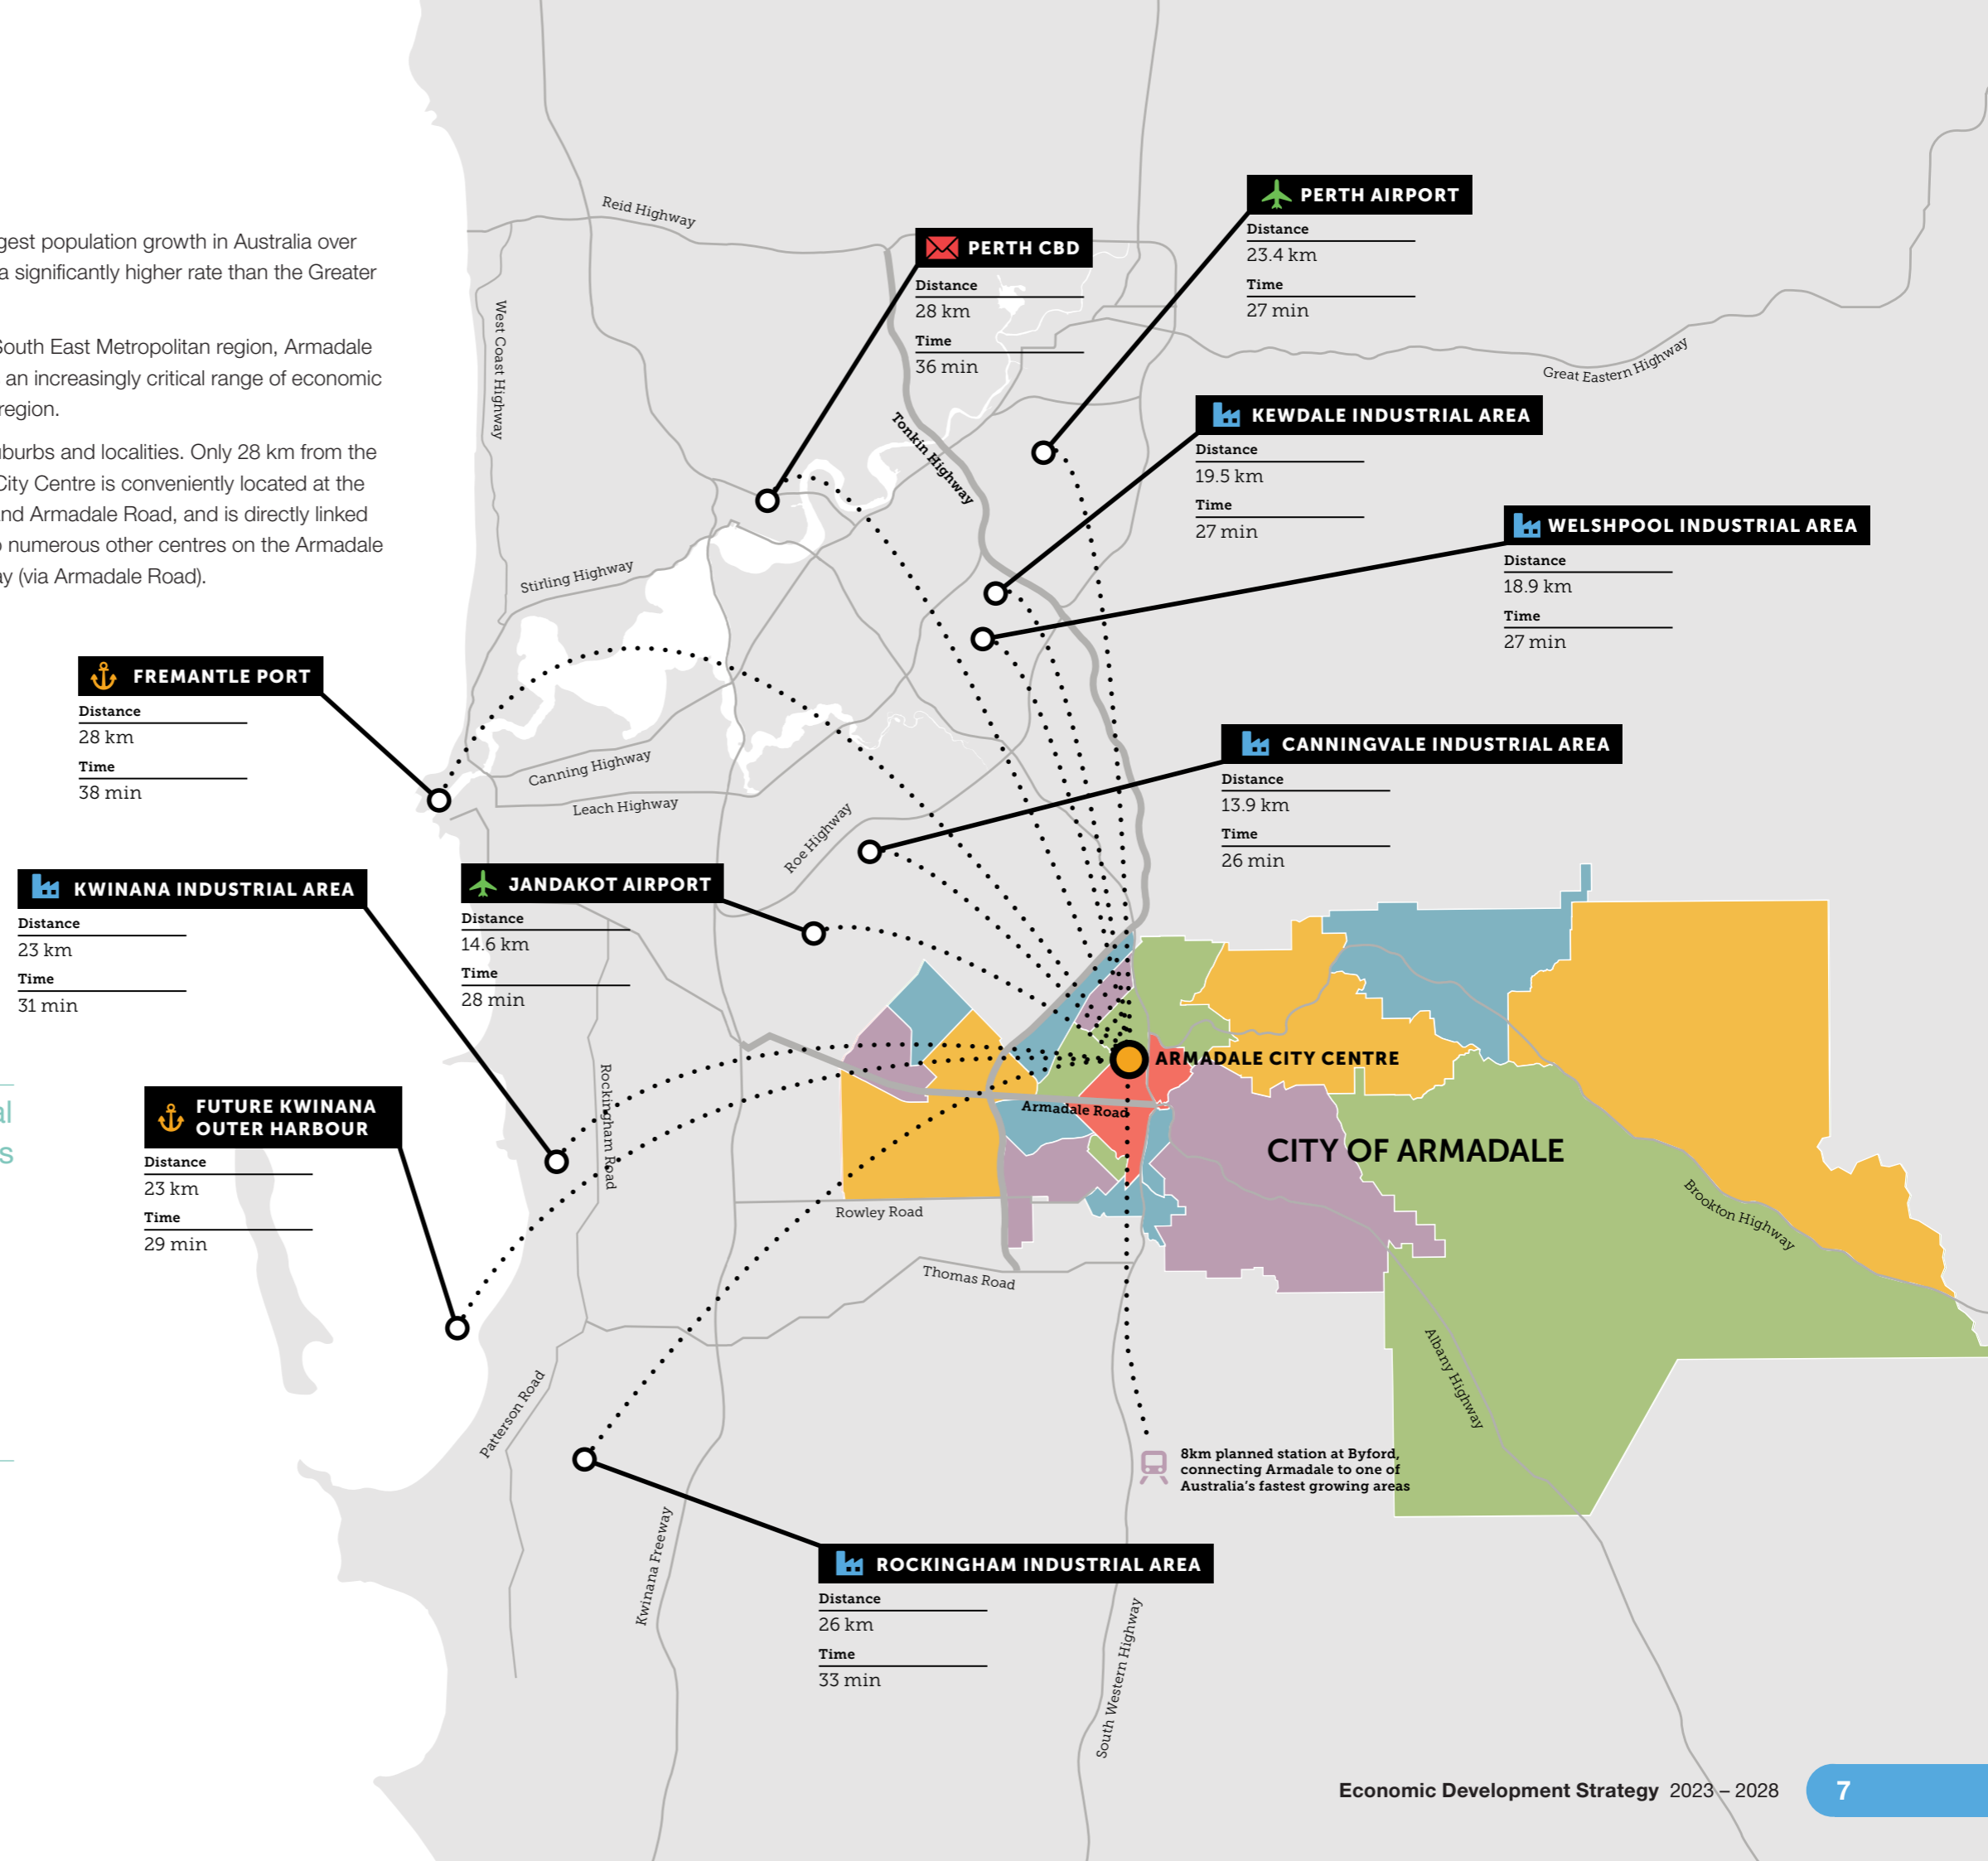 gest population growth in Australia over
a significantly higher rate than the Greater
South East Metropolitan region, Armadale
an increasingly critical range of economic
region.
uburbs and localities. Only 28 km from the
City Centre is conveniently located at the
nd Armadale Road, and is directly linked
o numerous other centres on the Armadale
ay (via Armadale Road).
al
s
Reid Highway
West Coast Highway
PERTH CBD
Distance
28 km
Time
36 min
PERTH AIRPORT
Distance
23.4 km
Time
27 min
Great Eastern Highway
Tonkin Highway
KEWDALE INDUSTRIAL AREA
Distance
19.5 km
Time
27 min
WELSHPOOL INDUSTRIAL AREA
Distance
18.9 km
Time
27 min
Stirling Highway
FREMANTLE PORT
Distance
28 km
Time
38 min
Canning Highway
Leach Highway
Roe Highway
CANNINGVALE INDUSTRIAL AREA
Distance
13.9 km
Time
26 min
KWINANA INDUSTRIAL AREA
Distance
23 km
Time
31 min
JANDAKOT AIRPORT
Distance
14.6 km
Time
28 min
ARMADALE CITY CENTRE
Rockingham Road
Armadale Road
CITY OF ARMADALE
FUTURE KWINANA
OUTER HARBOUR
Distance
23 km
Time
29 min
Rowley Road
Brookton Highway
Thomas Road
Albany Highway
Patterson Road
8km planned station at Byford,
connecting Armadale to one of
Australia's fastest growing areas
Kwinana Freeway
ROCKINGHAM INDUSTRIAL AREA
Distance
26 km
Time
33 min
South Western Highway
Economic Development Strategy 2023 – 2028
7